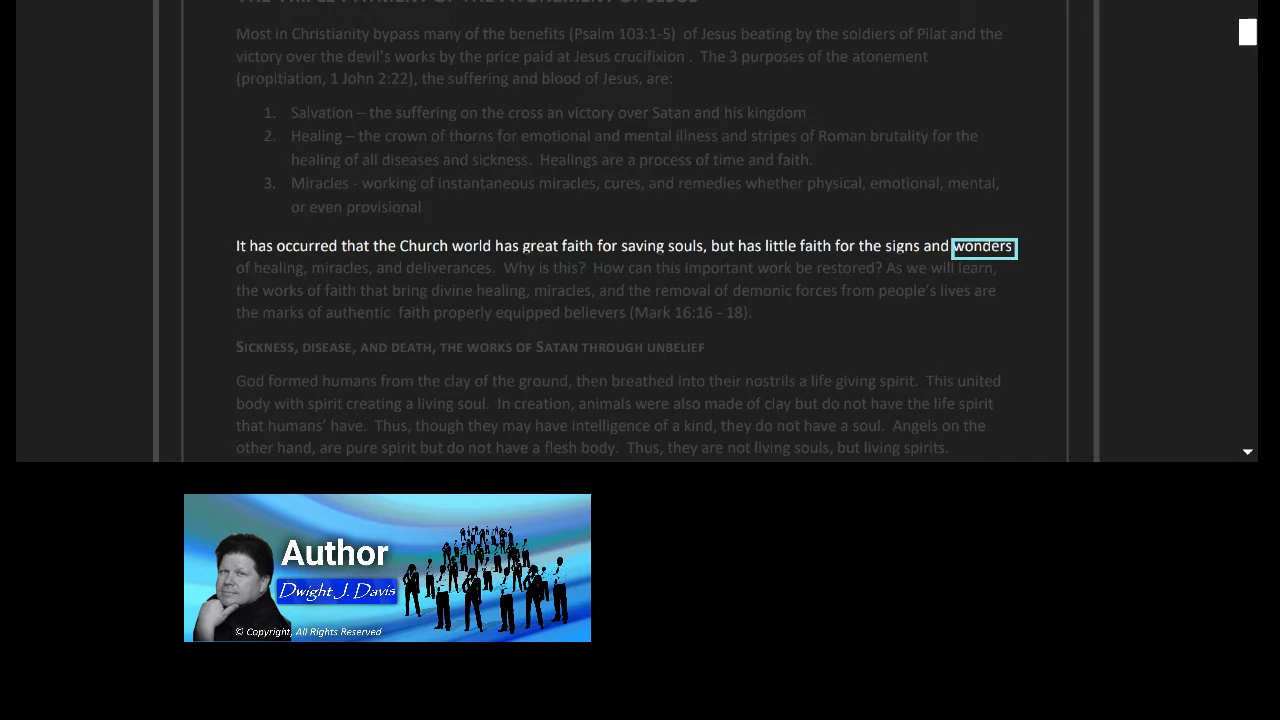 THE TRIPLE PAYMENT OF THE ATONEMENT OF JESUS
Most in Christianity bypass many of the benefits (Psalm 103:1-5)  of Jesus beating by the soldiers of Pilat and the
victory over the devil's works by the price paid at Jesus crucifixion .  The 3 purposes of the atonement
(propitiation, 1 John 2:22), the suffering and blood of Jesus, are:
1. Salvation – the suffering on the cross an victory over Satan and his kingdom
2. Healing – the crown of thorns for emotional and mental illness and stripes of Roman brutality for the
healing of all diseases and sickness.  Healings are a process of time and faith.
3. Miracles - working of instantaneous miracles, cures, and remedies whether physical, emotional, mental,
or even provisional
It has occurred that the Church world has great faith for saving souls, but has little faith for the signs and wonders
of healing, miracles, and deliverances.  Why is this?  How can this important work be restored? As we will learn,
the works of faith that bring divine healing, miracles, and the removal of demonic forces from people's lives are
the marks of authentic  faith properly equipped believers (Mark 16:16 - 18).
SICKNESS, DISEASE, AND DEATH, THE WORKS OF SATAN THROUGH UNBELIEF
God formed humans from the clay of the ground, then breathed into their nostrils a life giving spirit.  This united
body with spirit creating a living soul.  In creation, animals were also made of clay but do not have the life spirit
that humans' have.  Thus, though they may have intelligence of a kind, they do not have a soul.  Angels on the
other hand, are pure spirit but do not have a flesh body.  Thus, they are not living souls, but living spirits.
Author
Dwight J. Davis
© Copyright, All Rights Reserved